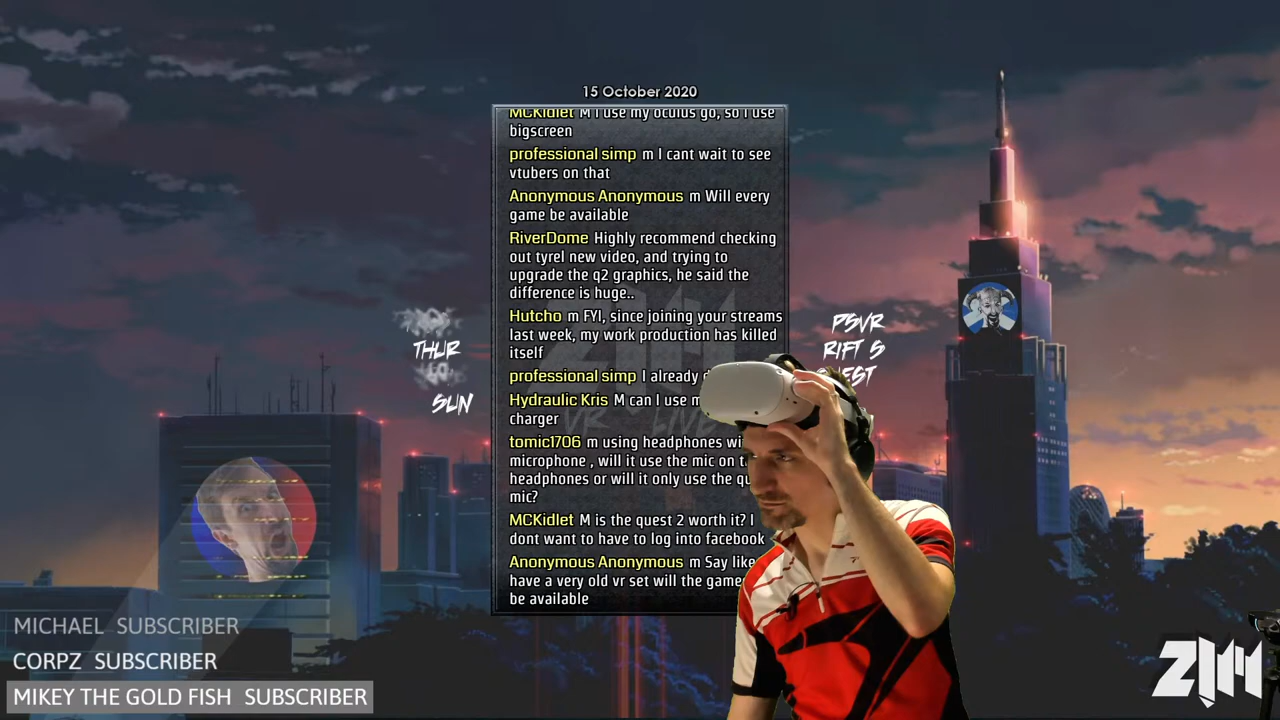 15 October 2020
MCKidlet M I use my oculus go, so I use
bigscreen
professional simp m I cant wait to see
vtubers on that
Anonymous Anonymous m Will every
game be available
RiverDome Highly recommend checking
out tyrel new video, and trying to
upgrade the q2 graphics, he said the
difference is huge..
Hutcho m FYI, since joining your streams
last week, my work production has killed
itself
professional simp I already
Hydraulic Kris M can I use
charger
tomic1706 m using headphones
microphone , will it use the mic on
headphones or will it only use the
mic?
MCKidlet M is the quest 2 worth it? I
dont want to have to log into facebook
Anonymous Anonymous m Say like
have a very old vr set will the game
be available
THUR
SUN
PSVR
RIFT S
VR LIVE
MICHAEL SUBSCRIBER
CORPZ SUBSCRIBER
MIKEY THE GOLD FISH SUBSCRIBER